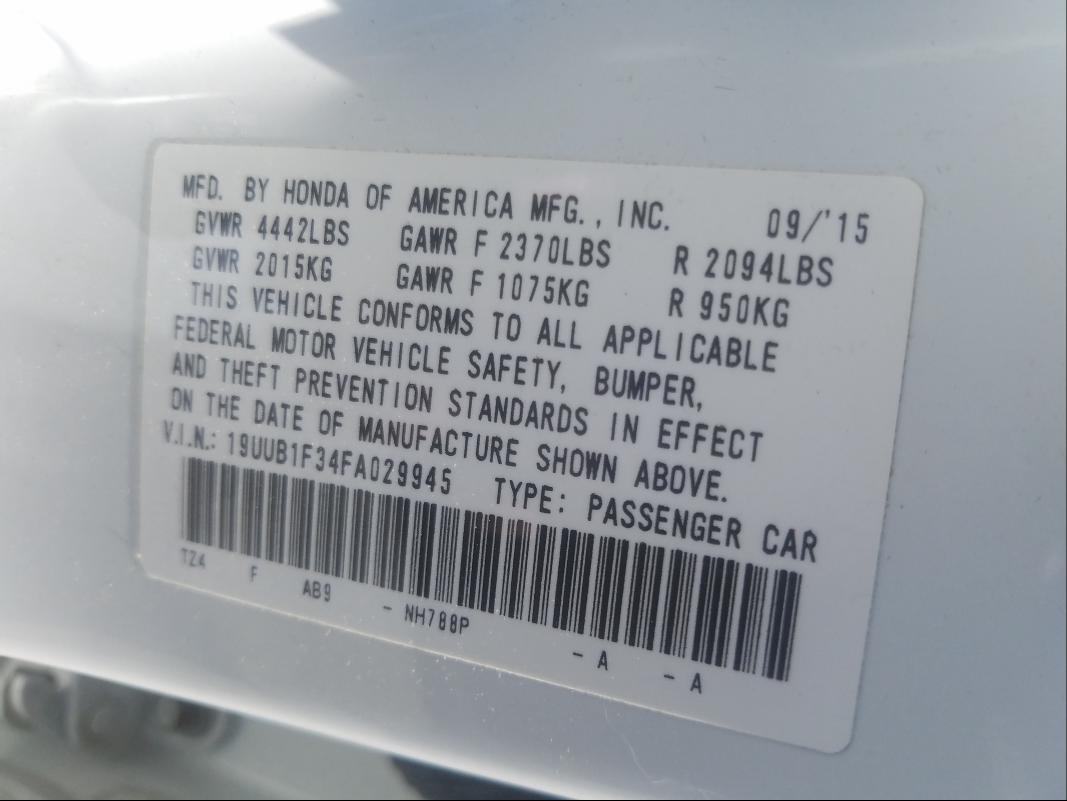 MFD. BY HONDA OF AMERICA MFG., INC. 09/'15
GVWR 4442LBS GAWR F 2370LBS R 2094LBS
GVWR 2015KG GAWR F 1075KG R 950KG
THIS VEHICLE CONFORMS TO ALL APPLICABLE
FEDERAL MOTOR VEHICLE SAFETY, BUMPER,
AND THEFT PREVENTION STANDARDS IN EFFECT
ON THE DATE OF MANUFACTURE SHOWN ABOVE.
V.I.N.: 19UUB1F34FA029945 TYPE: PASSENGER CAR
TZ4 F AB9 - NH788P - A - A